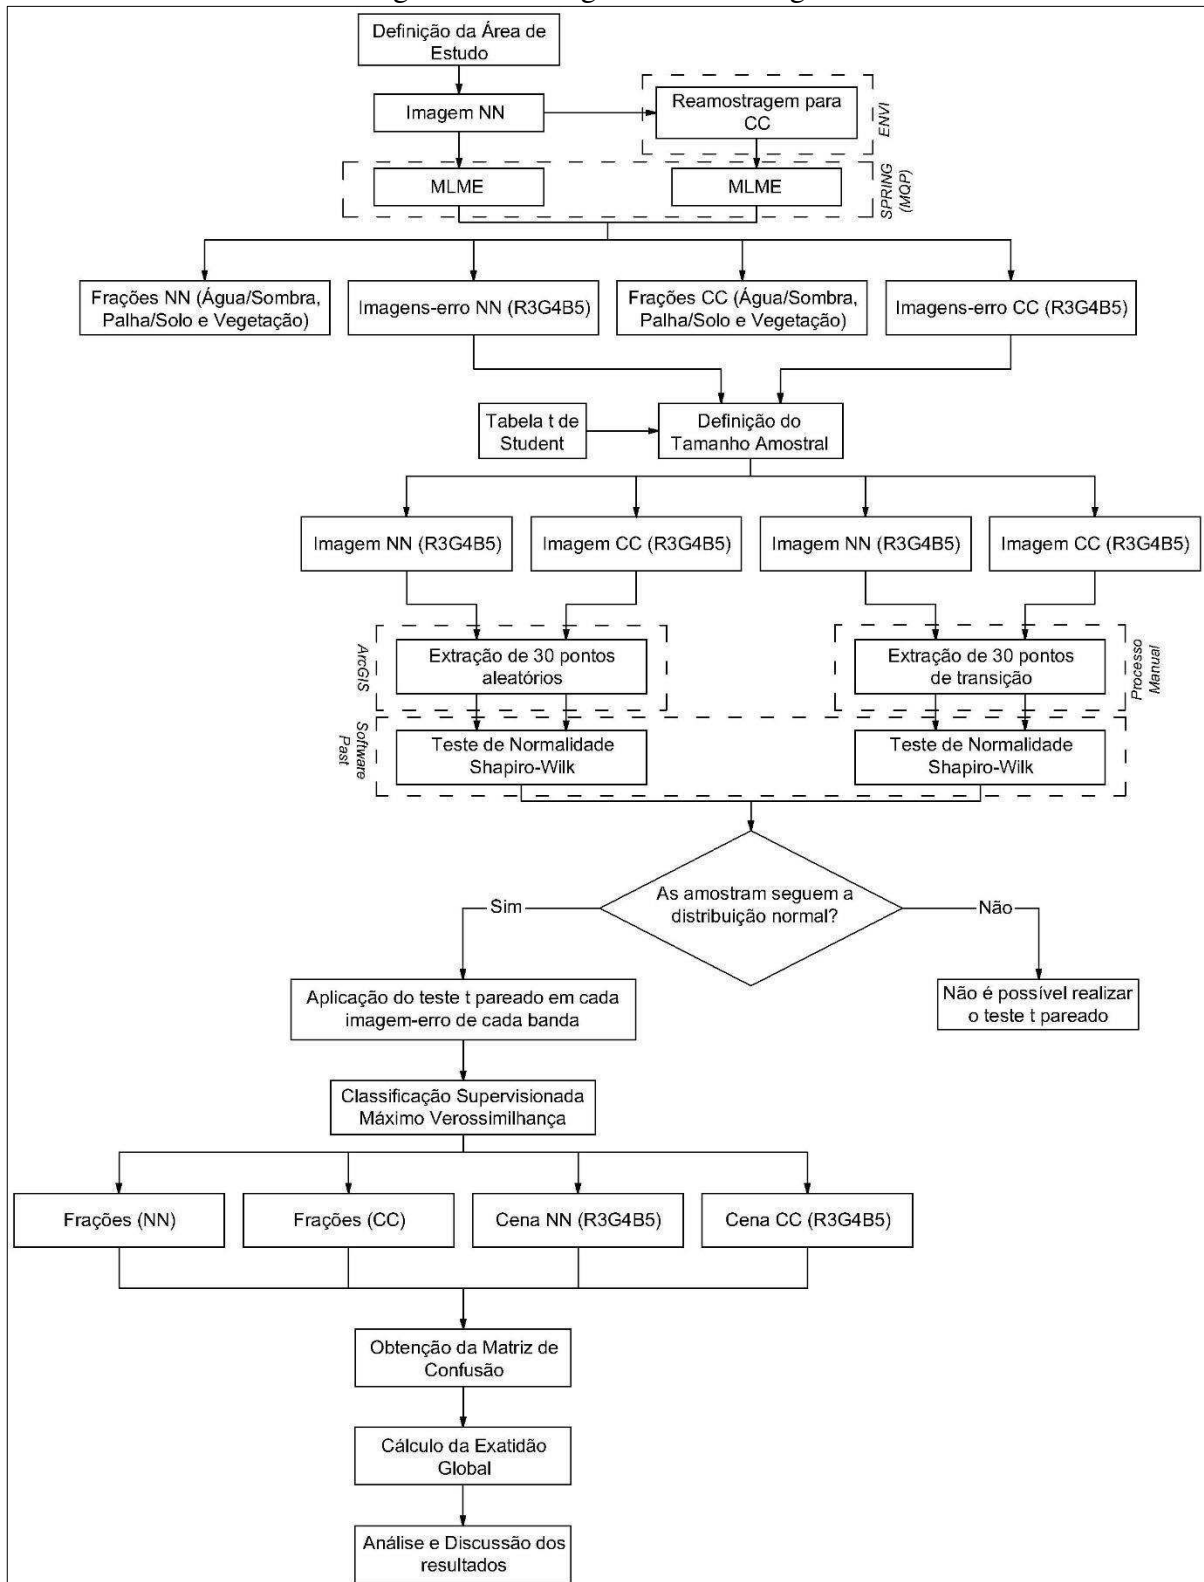 Definição da Área de
Estudo
Imagem NN
Reamostragem para
CC
ENVI
MLME
MLME
SPRING
(MQP)
Frações NN (Água/Sombra,
Palha/Solo e Vegetação)
Imagens-erro NN (R3G4B5)
Frações CC (Água/Sombra,
Palha/Solo e Vegetação)
Imagens-erro CC (R3G4B5)
Tabela t de
Student
Definição do
Tamanho Amostral
Imagem NN (R3G4B5)
Imagem CC (R3G4B5)
Imagem NN (R3G4B5)
Imagem CC (R3G4B5)
ArcGIS
Extração de 30 pontos
aleatórios
Extração de 30 pontos
de transição
Processo
Manual
Software
Past
Teste de Normalidade
Shapiro-Wilk
Teste de Normalidade
Shapiro-Wilk
As amostram seguem a
distribuição normal?
Sim
Não
Aplicação do teste t pareado em cada
imagem-erro de cada banda
Não é possível realizar
o teste t pareado
Classificação Supervisionada
Máximo Verossimilhança
Frações (NN)
Frações (CC)
Cena NN (R3G4B5)
Cena CC (R3G4B5)
Obtenção da Matriz de
Confusão
Cálculo da Exatidão
Global
Análise e Discussão dos
resultados